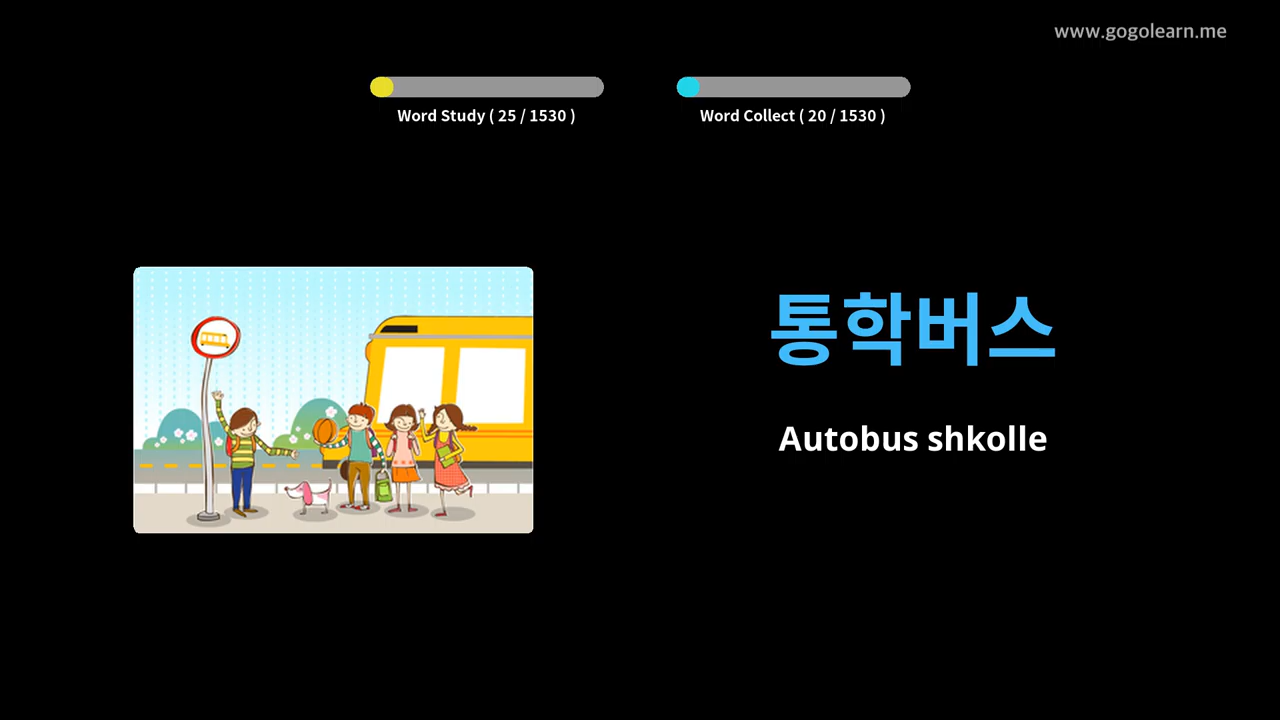 www.gogolearn.me
Word Study ( 25 / 1530 )
Word Collect ( 20 / 1530 )
통학버스
Autobus shkolle